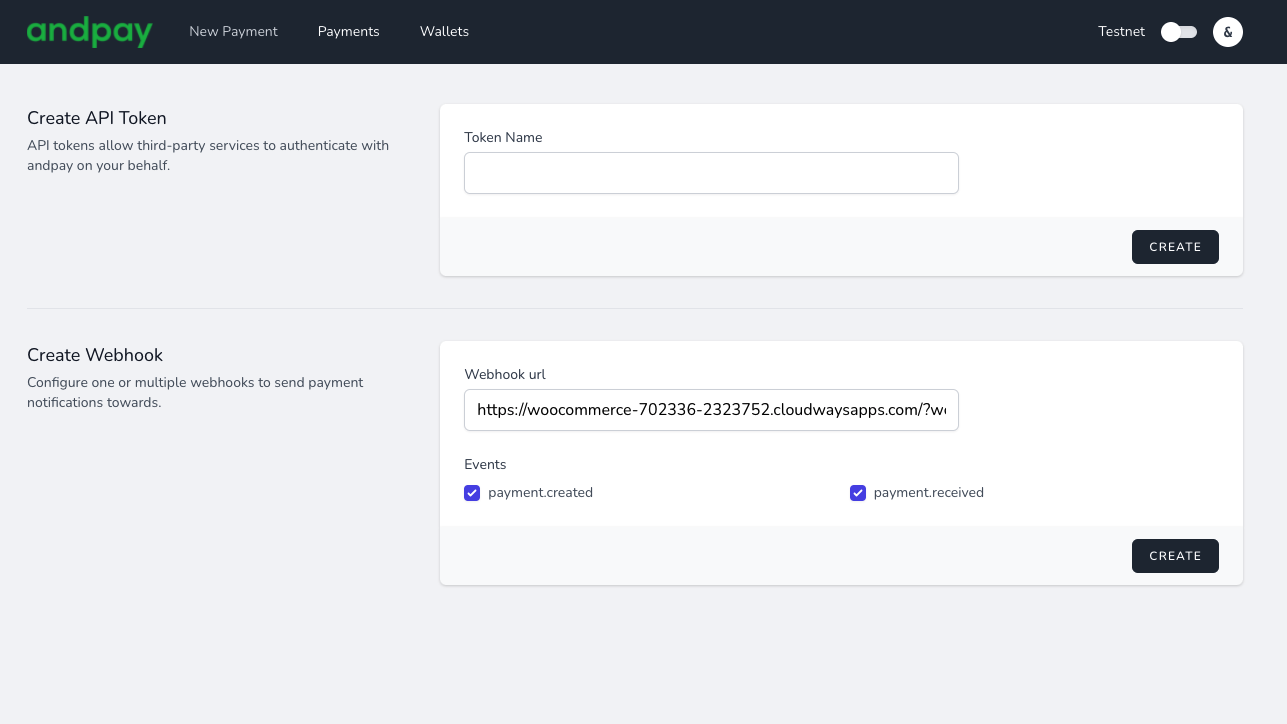 andpay
New Payment
Payments
Wallets
Testnet
&
Create API Token
API tokens allow third-party services to authenticate with
andpay on your behalf.
Token Name
CREATE
Create Webhook
Configure one or multiple webhooks to send payment
notifications towards.
Webhook url
https://woocommerce-702336-2323752.cloudwaysapps.com/?w
Events
payment.created
payment.received
CREATE